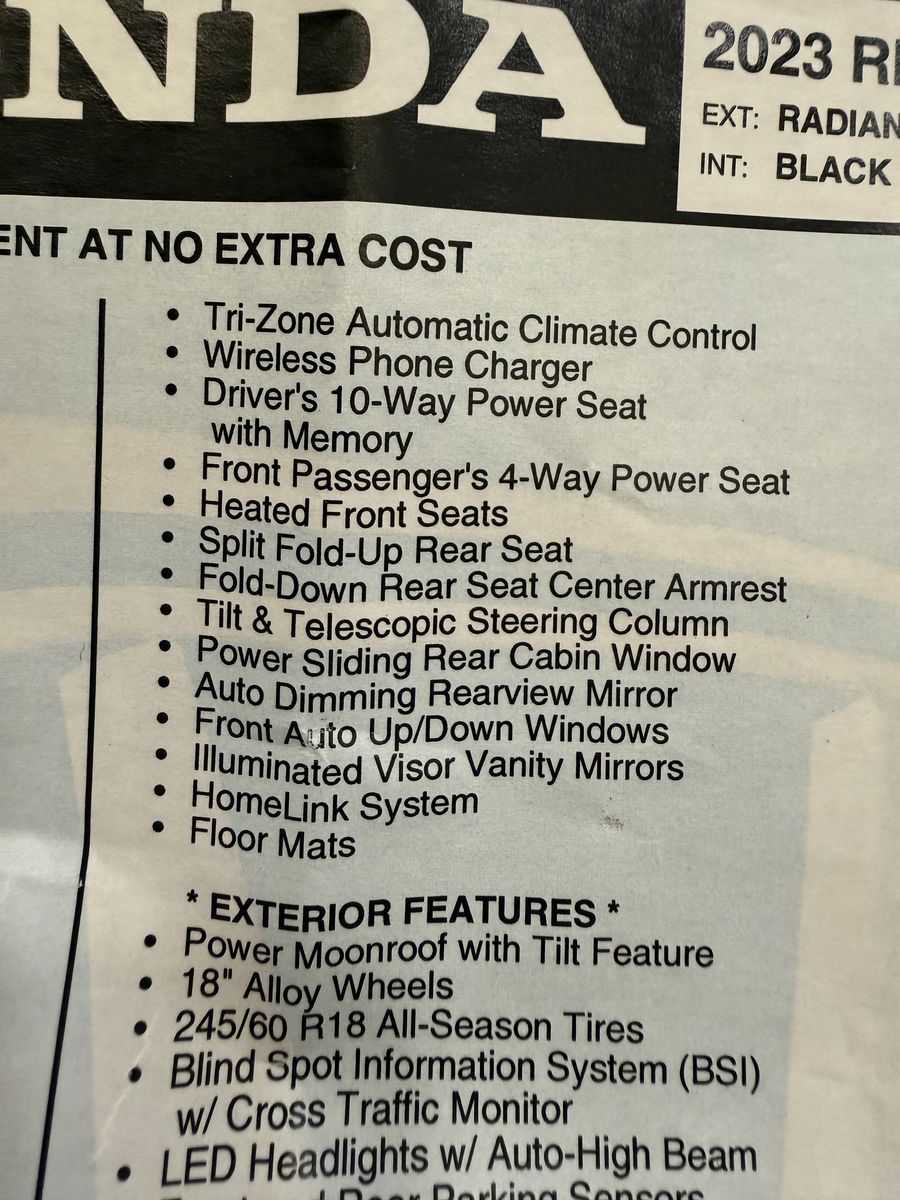 NDA
2023
EXT: RADIAN
INT: BLACK
ENT AT NO EXTRA COST
• Tri-Zone Automatic Climate Control
• Wireless Phone Charger
• Driver's 10-Way Power Seat
with Memory
• Front Passenger's 4-Way Power Seat
• Heated Front Seats
• Split Fold-Up Rear Seat
• Fold-Down Rear Seat Center Armrest
• Tilt & Telescopic Steering Column
• Power Sliding Rear Cabin Window
• Auto Dimming Rearview Mirror
• Front Auto Up/Down Windows
• Illuminated Visor Vanity Mirrors
• HomeLink System
• Floor Mats
* EXTERIOR FEATURES *
• Power Moonroof with Tilt Feature
• 18" Alloy Wheels
• 245/60 R18 All-Season Tires
• Blind Spot Information System (BSI)
w/ Cross Traffic Monitor
• LED Headlights w/ Auto-High Beam
Parking Sensors